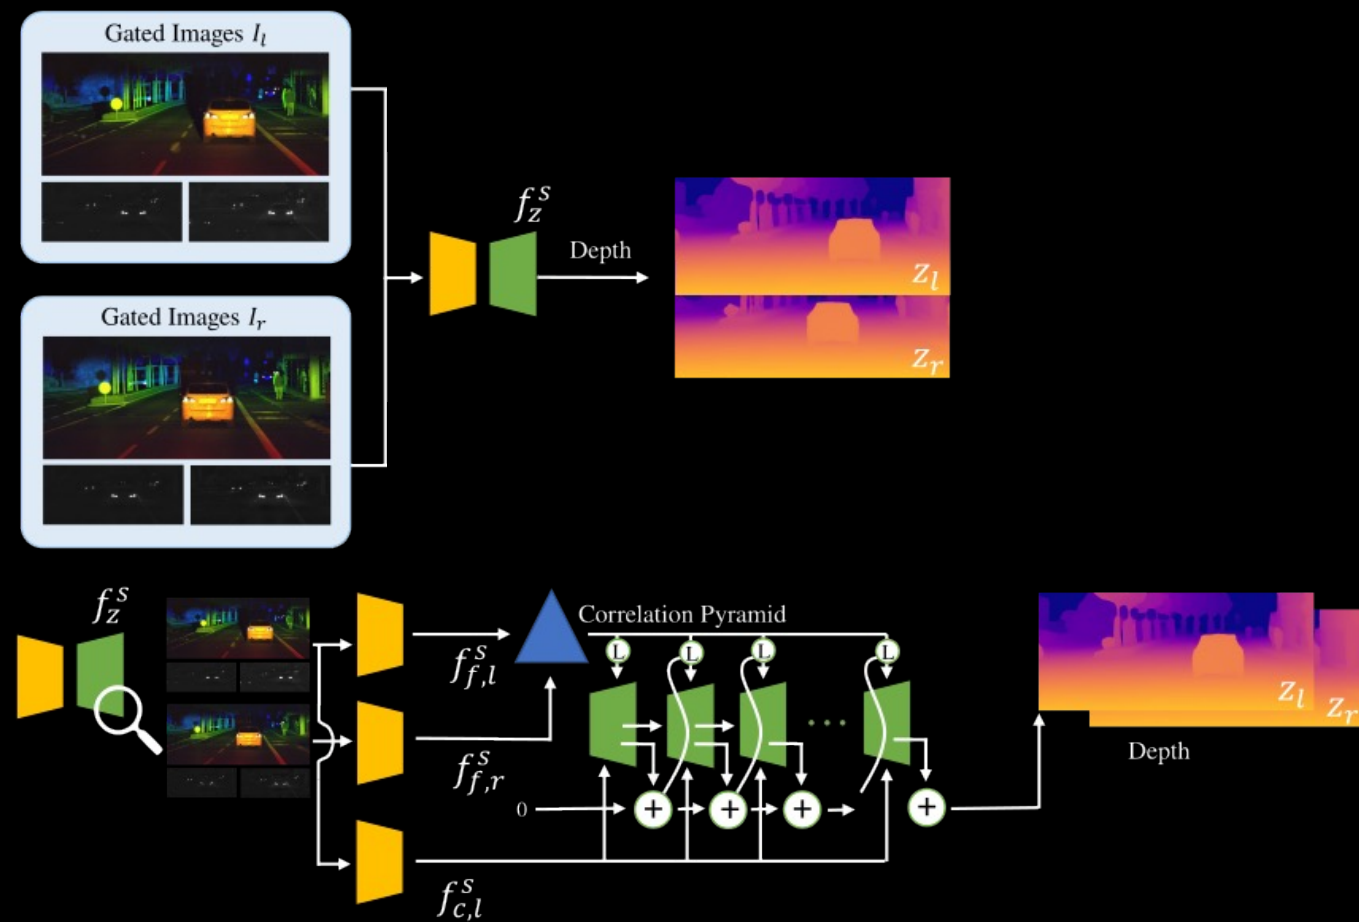 Gated Images I_l
f_z^s
Depth
z_l
Gated Images I_r
z_r
f_z^s
Correlation Pyramid
L L L L
f_{f,l}^s
z_l
z_r
f_{f,r}^s
...
Depth
0 + + + +
f_{c,l}^s